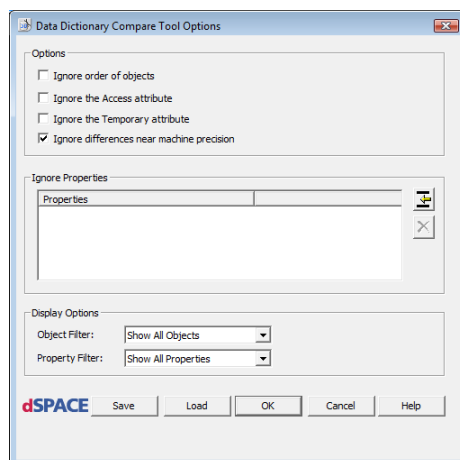 Data Dictionary Compare Tool Options
Options
Ignore order of objects
Ignore the Access attribute
Ignore the Temporary attribute
Ignore differences near machine precision
Ignore Properties
Properties
Display Options
Object Filter: Show All Objects
Property Filter: Show All Properties
dSPACE Save Load OK Cancel Help